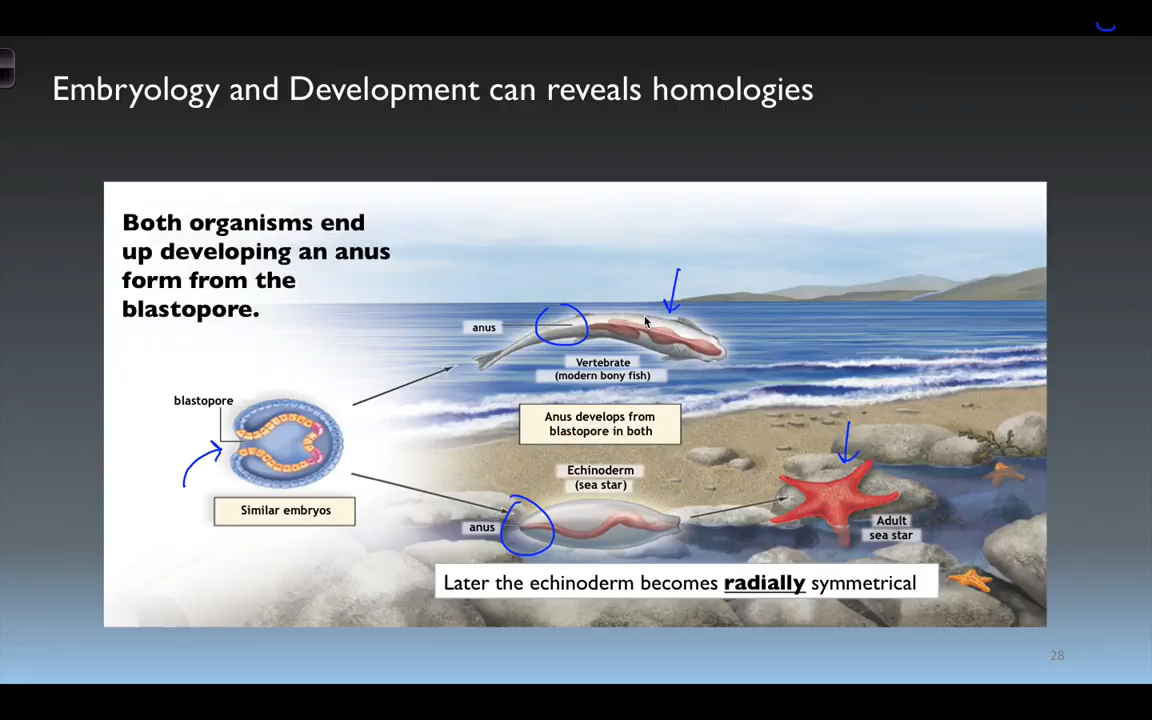 Embryology and Development can reveals homologies
Both organisms end
up developing an anus
form from the
blastopore.
anus
Vertebrate
(modern bony fish)
blastopore
Anus develops from
blastopore in both
Echinoderm
(sea star)
Similar embryos
anus
Adult
sea star
Later the echinoderm becomes radially symmetrical
28